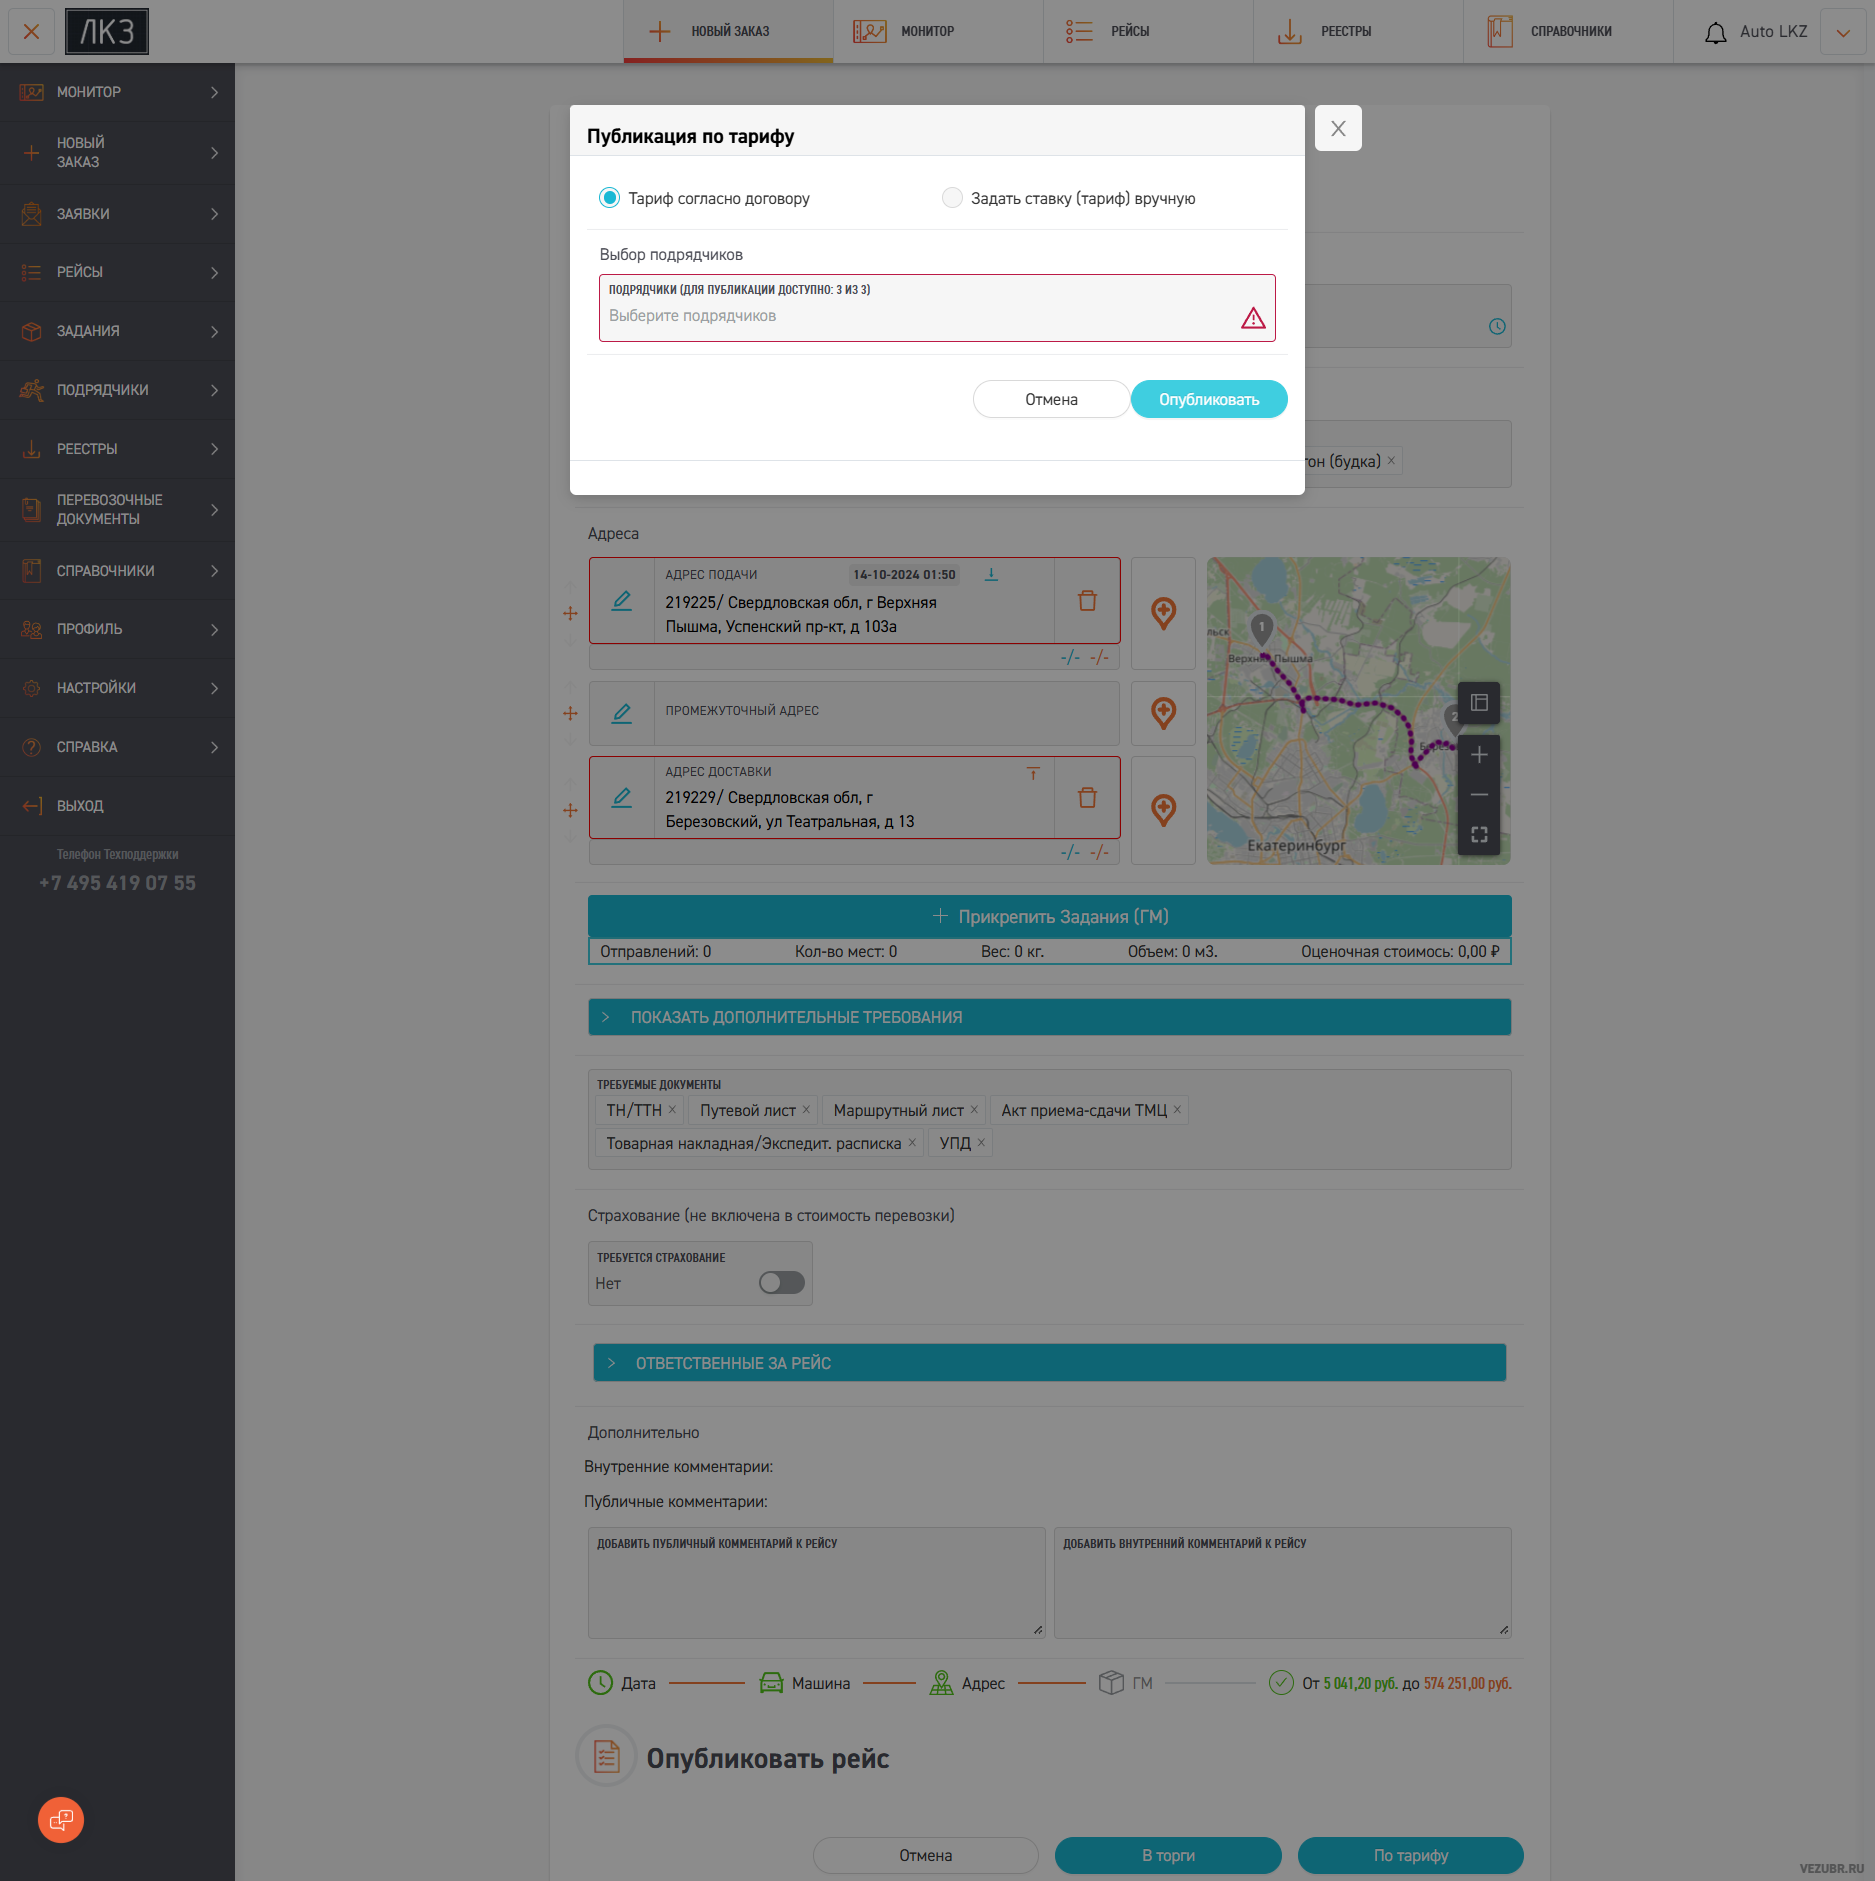 ЛКЗ
НОВЫЙ ЗАКАЗ
МОНИТОР
РЕЙСЫ
РЕЕСТРЫ
СПРАВОЧНИКИ
Auto LKZ
МОНИТОР
НОВЫЙ
ЗАКАЗ
ЗАЯВКИ
РЕЙСЫ
ЗАДАНИЯ
ПОДРЯДЧИКИ
РЕЕСТРЫ
ПЕРЕВОЗОЧНЫЕ
ДОКУМЕНТЫ
СПРАВОЧНИКИ
ПРОФИЛЬ
НАСТРОЙКИ
СПРАВКА
ВЫХОД
Телефон Техподдержки
+7 495 419 07 55
Публикация по тарифу
Тариф согласно договору
Задать ставку (тариф) вручную
Выбор подрядчиков
ПОДРЯДЧИКИ (ДЛЯ ПУБЛИКАЦИИ ДОСТУПНО: 3 ИЗ 3)
Выберите подрядчиков
Отмена
Опубликовать
гон (будка) ×
Адреса
АДРЕС ПОДАЧИ
14-10-2024 01:50
219225/ Свердловская обл, г Верхняя
Пышма, Успенский пр-кт, д 103а
-/- -/-
ПРОМЕЖУТОЧНЫЙ АДРЕС
АДРЕС ДОСТАВКИ
219229/ Свердловская обл, г
Березовский, ул Театральная, д 13
-/- -/-
1
льск
Верхняя Пышма
2
Берёз
Екатеринбург
Прикрепить Задания (ГМ)
Отправлений: 0
Кол-во мест: 0
Вес: 0 кг.
Объем: 0 м3.
Оценочная стоимось: 0,00 ₽
ПОКАЗАТЬ ДОПОЛНИТЕЛЬНЫЕ ТРЕБОВАНИЯ
ТРЕБУЕМЫЕ ДОКУМЕНТЫ
ТН/ТТН × Путевой лист × Маршрутный лист × Акт приема-сдачи ТМЦ ×
Товарная накладная/Экспедит. расписка × УПД ×
Страхование (не включена в стоимость перевозки)
ТРЕБУЕТСЯ СТРАХОВАНИЕ
Нет
ОТВЕТСТВЕННЫЕ ЗА РЕЙС
Дополнительно
Внутренние комментарии:
Публичные комментарии:
ДОБАВИТЬ ПУБЛИЧНЫЙ КОММЕНТАРИЙ К РЕЙСУ
ДОБАВИТЬ ВНУТРЕННИЙ КОММЕНТАРИЙ К РЕЙСУ
Дата
Машина
Адрес
ГМ
От 5 041,20 руб. до 574 251,00 руб.
Опубликовать рейс
Отмена
В торги
По тарифу
VEZUBR.RU